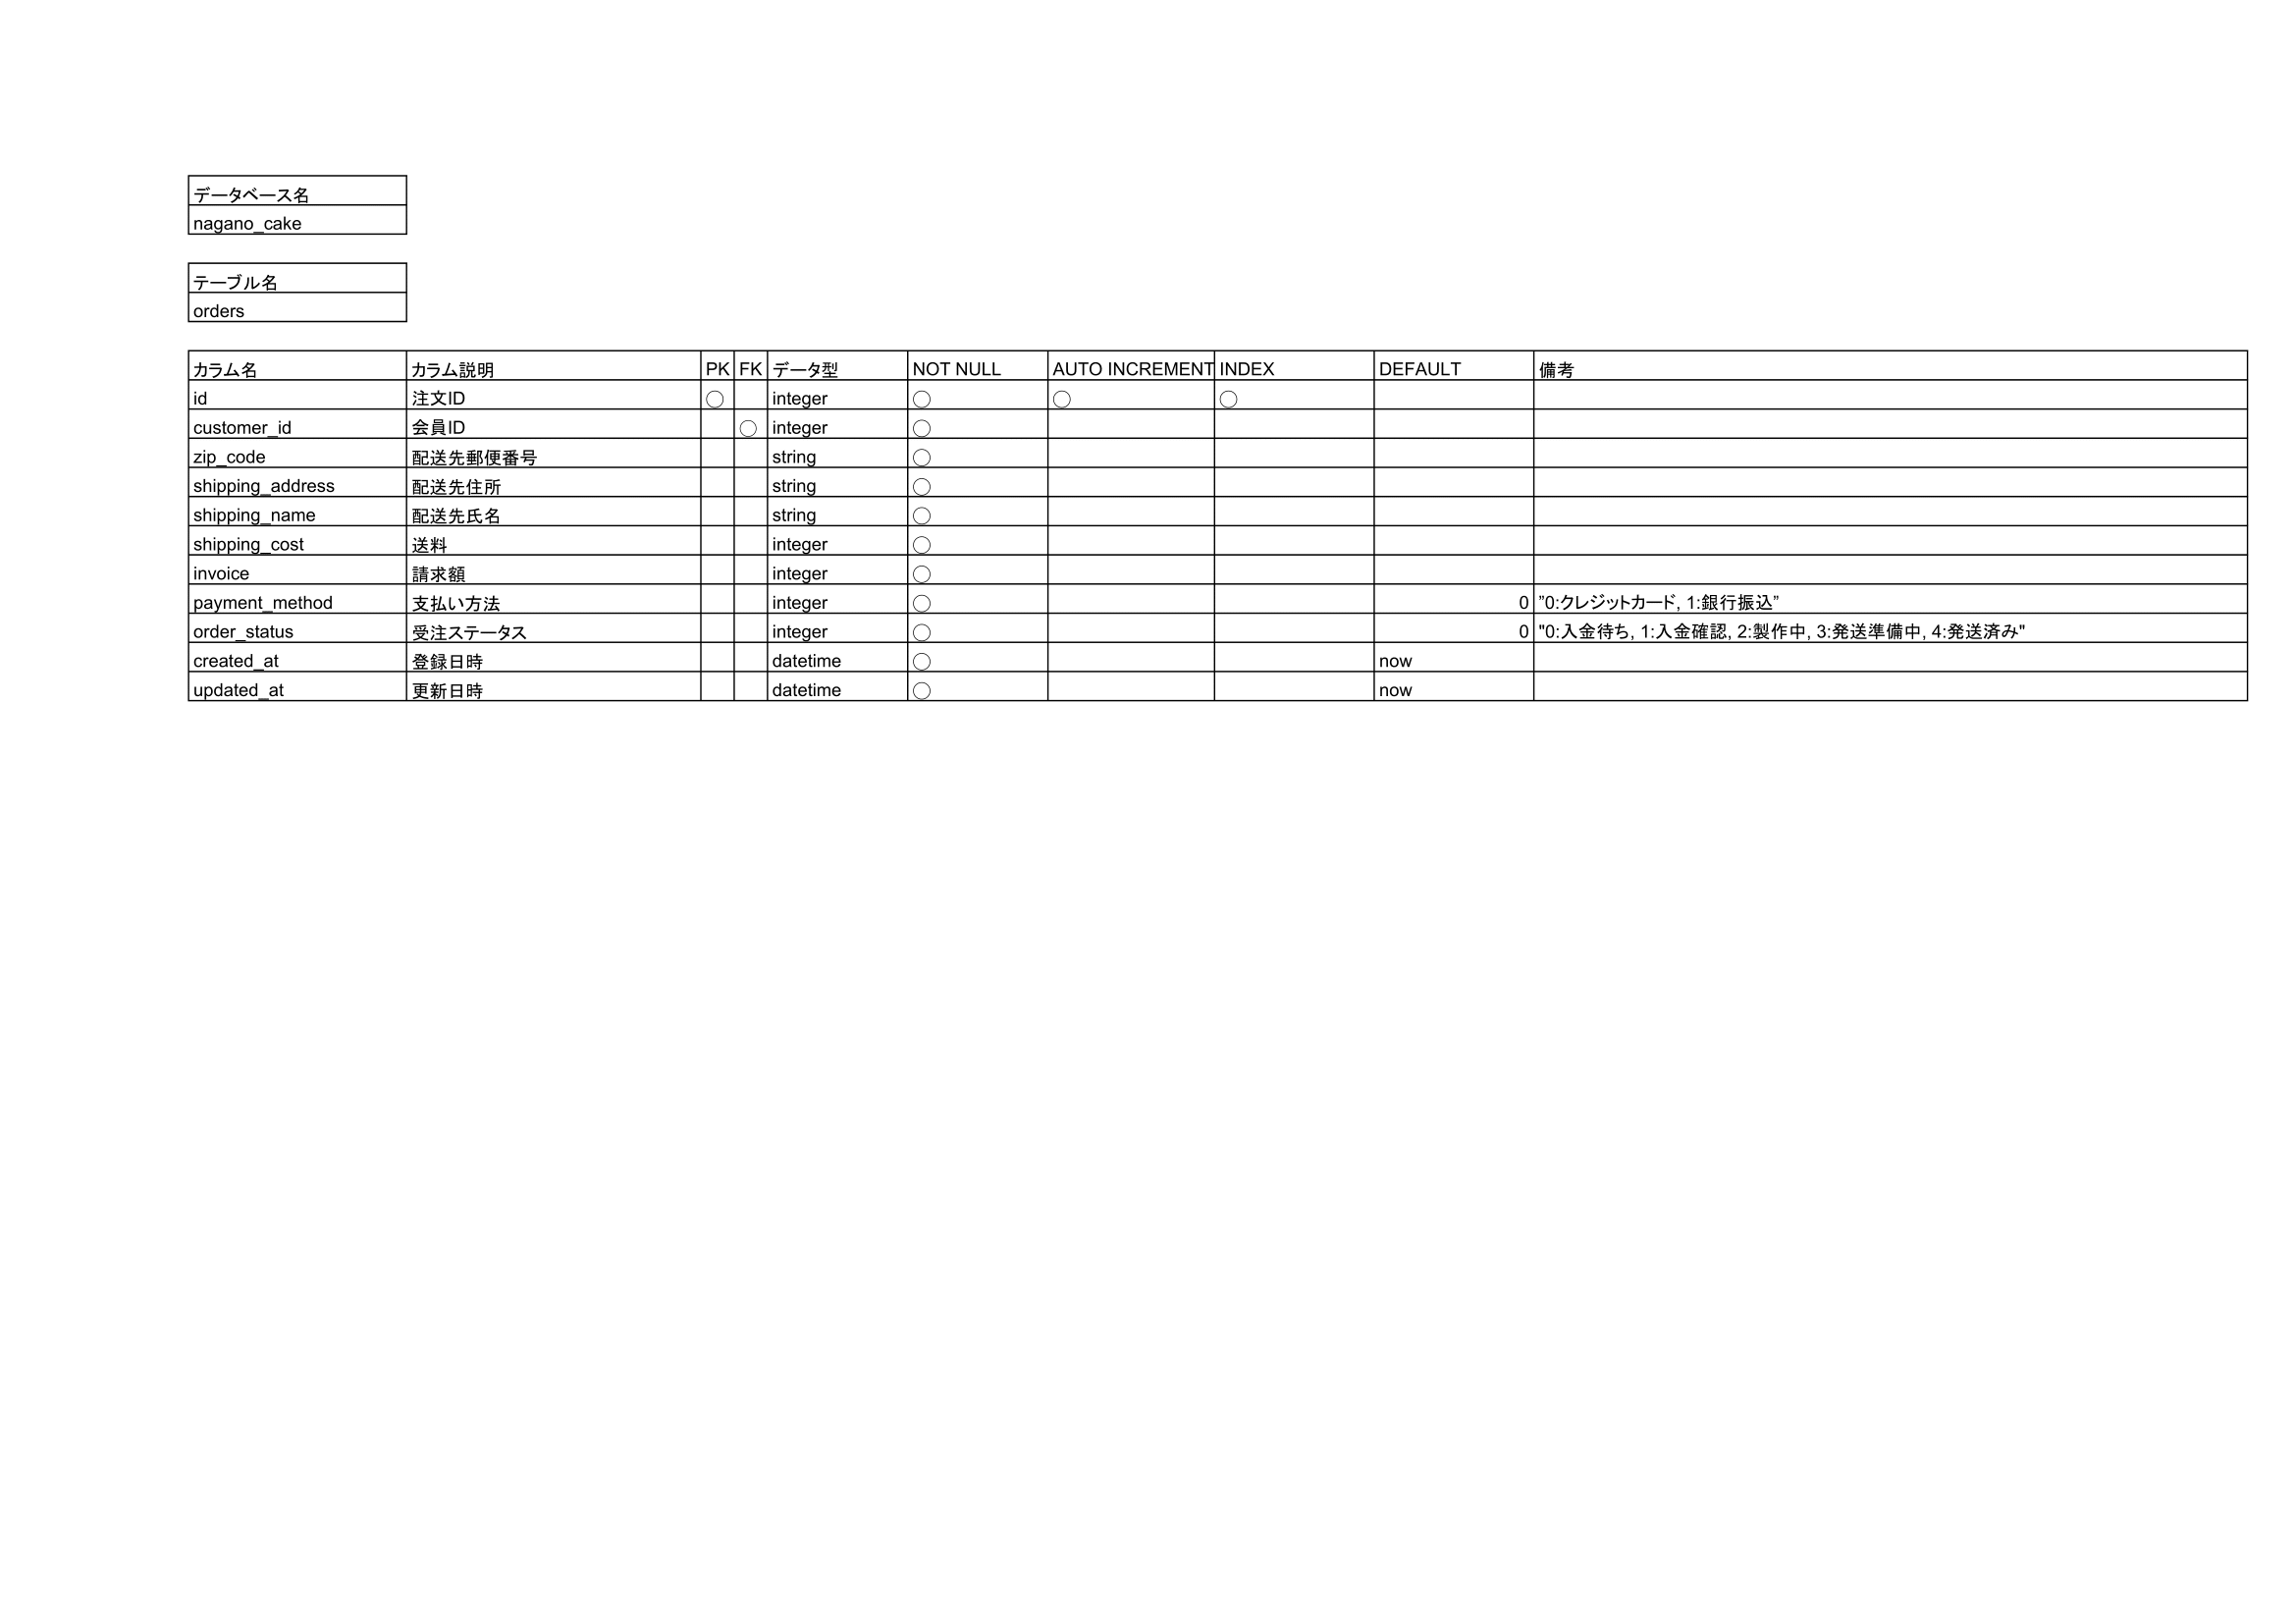 データベース名
nagano_cake
テーブル名
orders
カラム名 カラム説明 PK FK データ型 NOT NULL AUTO INCREMENT INDEX DEFAULT 備考
id 注文ID ◯ integer ◯ ◯ ◯
customer_id 会員ID ◯ integer ◯
zip_code 配送先郵便番号 string ◯
shipping_address 配送先住所 string ◯
shipping_name 配送先氏名 string ◯
shipping_cost 送料 integer ◯
invoice 請求額 integer ◯
payment_method 支払い方法 integer ◯ 0 ”0:クレジットカード, 1:銀行振込”
order_status 受注ステータス integer ◯ 0 "0:入金待ち, 1:入金確認, 2:製作中, 3:発送準備中, 4:発送済み"
created_at 登録日時 datetime ◯ now
updated_at 更新日時 datetime ◯ now